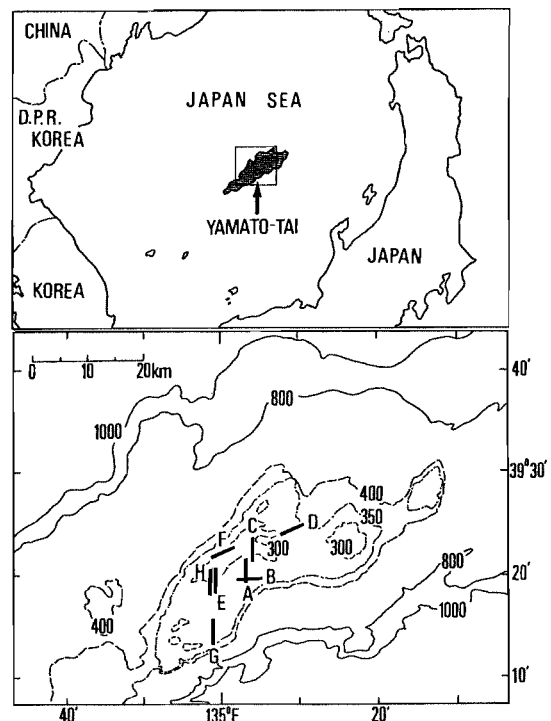 CHINA
JAPAN SEA
D.P.R.
KOREA
YAMATO-TAI
JAPAN
KOREA
0 10 20km
40′
800
1000
39°30′
400
350
D
C
F
300
300
800
H
B
20′
A
E
400
1000
G
10′
40′
135°E
20′